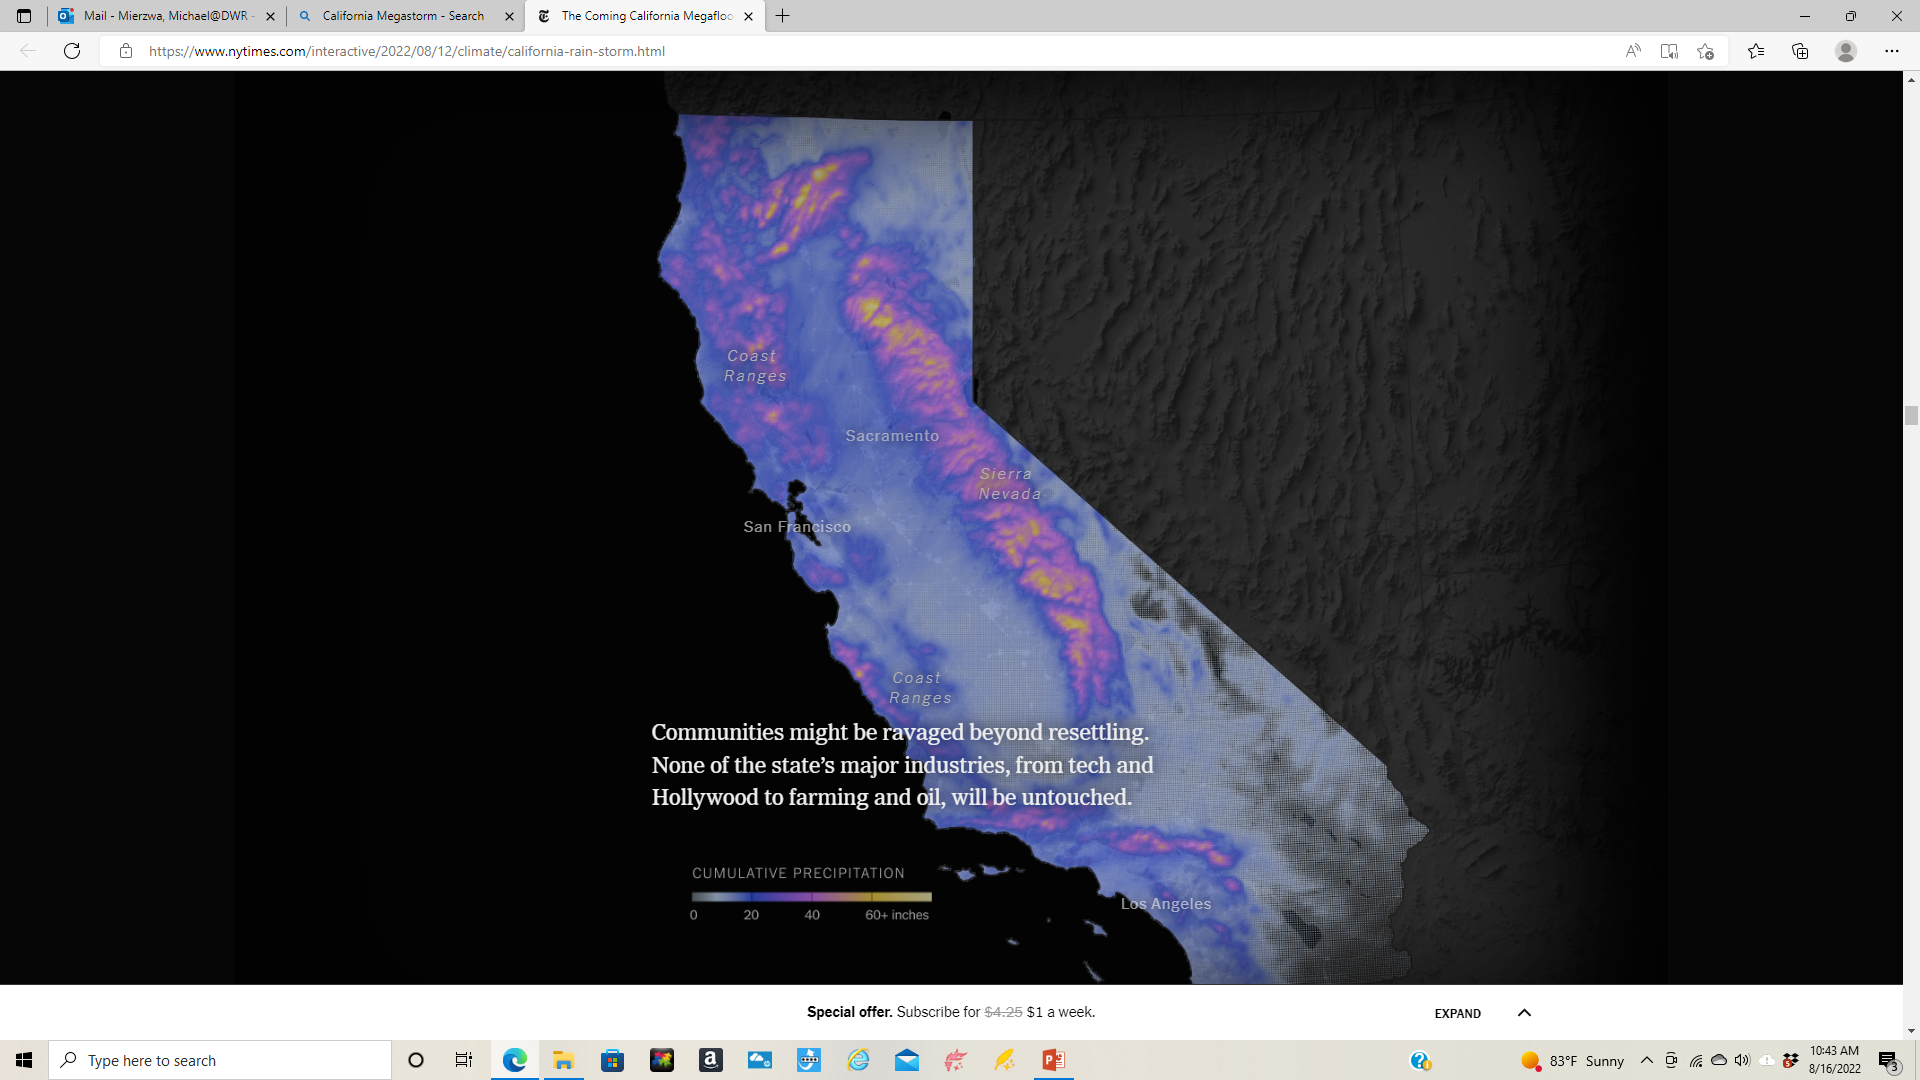 Mail - Mierzwa, Michael@DWR -
California Megastorm - Search
The Coming California Megafloo
https://www.nytimes.com/interactive/2022/08/12/climate/california-rain-storm.html
Coast
Ranges
Sacramento
Sierra
Nevada
San Francisco
Coast
Ranges
Communities might be ravaged beyond resettling.
None of the state’s major industries, from tech and
Hollywood to farming and oil, will be untouched.
CUMULATIVE PRECIPITATION
0 20 40 60+ inches
Los Angeles
Special offer. Subscribe for $4.25 $1 a week.
EXPAND
Type here to search
83°F Sunny
10:43 AM
8/16/2022
3